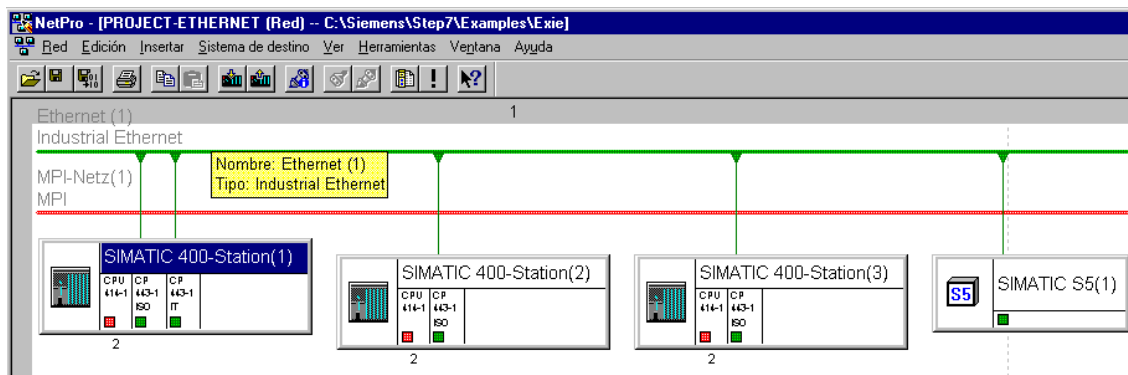 NetPro - [PROJECT-ETHERNET (Red) -- C:\Siemens\Step7\Examples\Exie]
Red Edición Insertar Sistema de destino Ver Herramientas Ventana Ayuda
1
Ethernet (1)
Industrial Ethernet
Nombre: Ethernet (1)
Tipo: Industrial Ethernet
MPI-Netz(1)
MPI
SIMATIC 400-Station(1)
CPU CP CP
414-1 443-1 443-1
ISO IT
2
SIMATIC 400-Station(2)
CPU CP
414-1 443-1
ISO
2
SIMATIC 400-Station(3)
CPU CP
414-1 443-1
ISO
2
S5 SIMATIC S5(1)